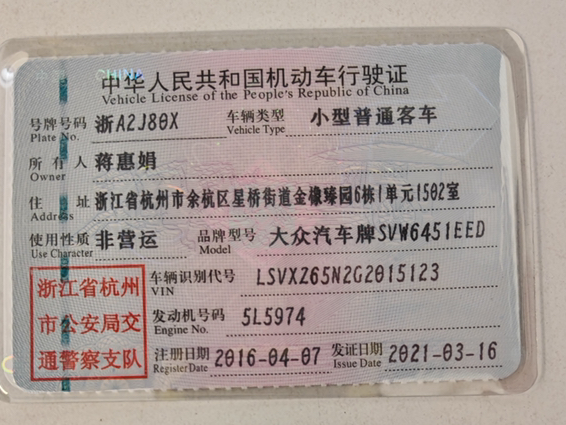 中华人民共和国机动车行驶证
Vehicle License of the People's Republic of China
号牌号码 浙A2J80X 车辆类型 小型普通客车
Plate No. Vehicle Type
所有人 蒋惠娟
Owner
住址 浙江省杭州市余杭区星桥街道金橡臻园6栋1单元1502室
Address
使用性质 非营运 品牌型号 大众汽车牌SVW6451EED
Use Character Model
浙江省杭州
市公安局交
通警察支队
车辆识别代号 LSVXZ65N2G2015123
VIN
发动机号码 5L5974
Engine No.
注册日期 2016-04-07 发证日期 2021-03-16
Register Date Issue Date